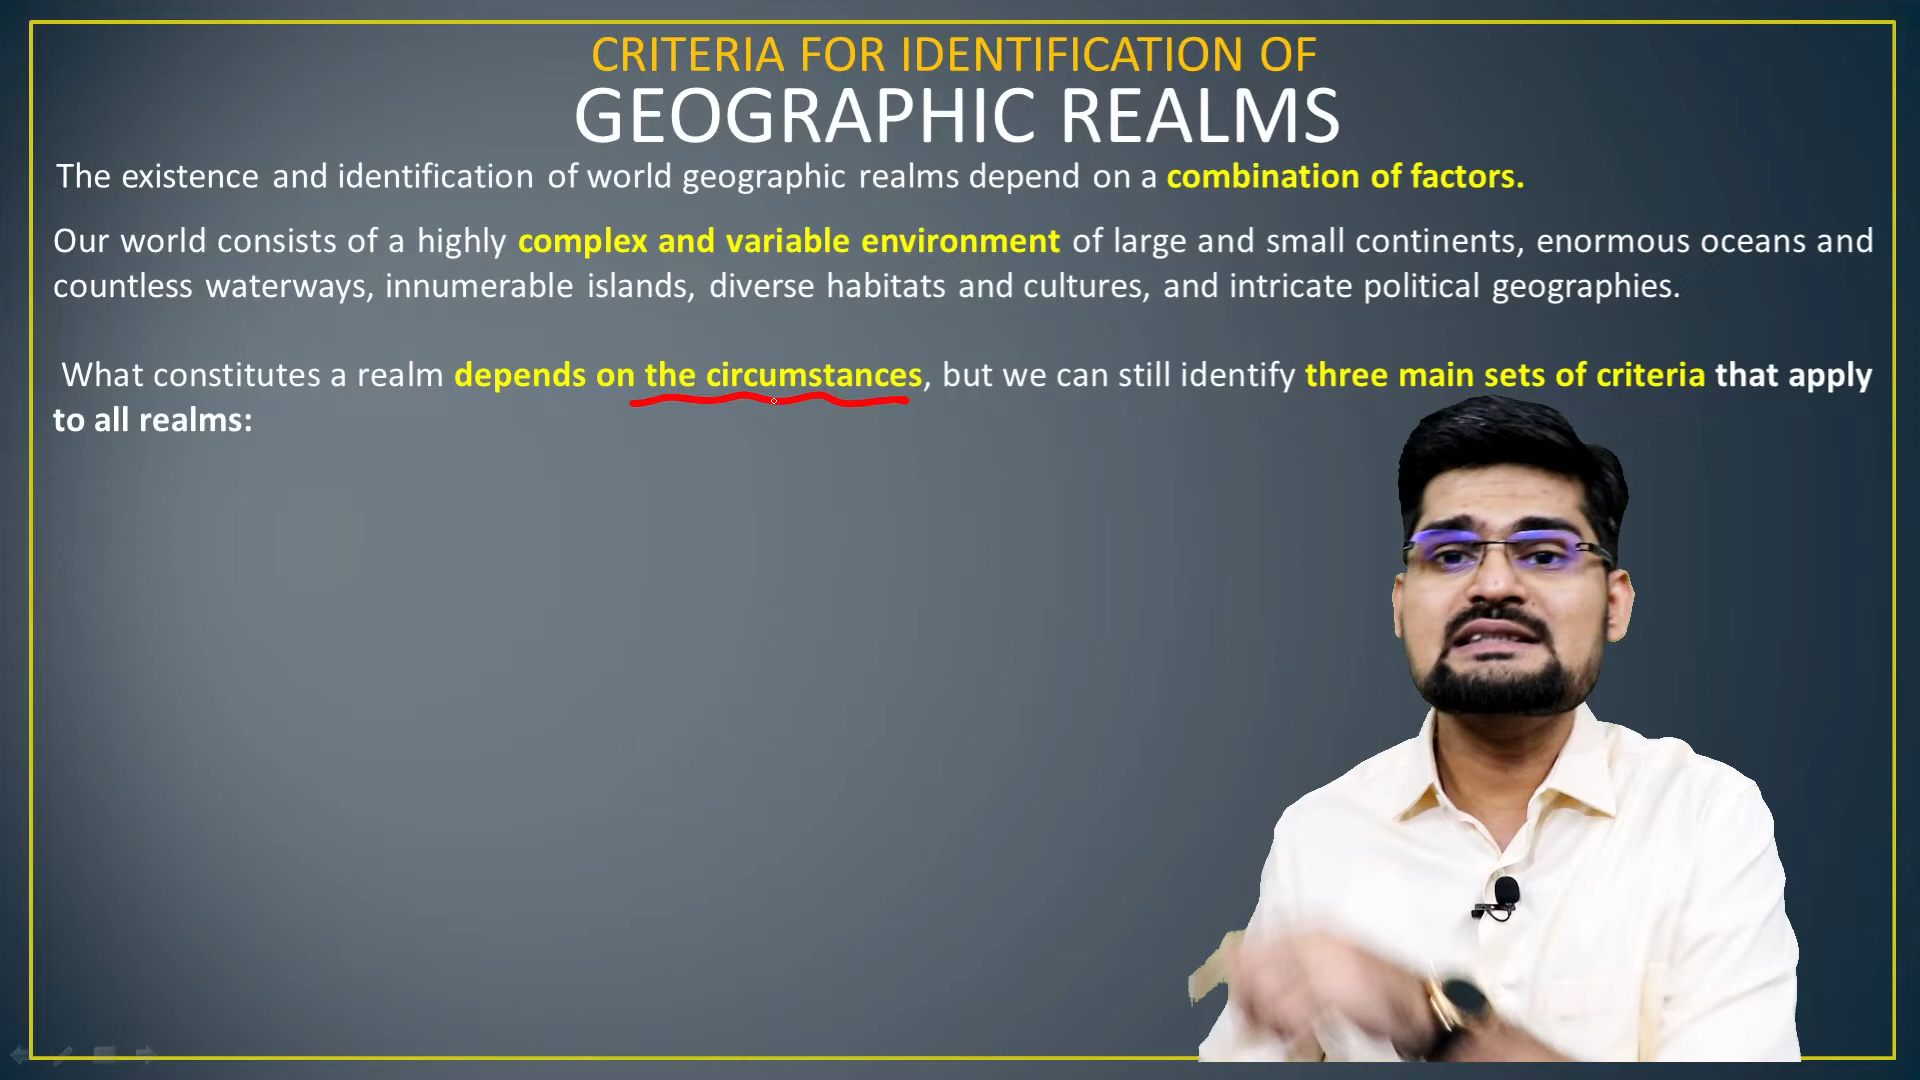 CRITERIA FOR IDENTIFICATION OF
GEOGRAPHIC REALMS
The existence and identification of world geographic realms depend on a combination of factors.
Our world consists of a highly complex and variable environment of large and small continents, enormous oceans and
countless waterways, innumerable islands, diverse habitats and cultures, and intricate political geographies.
What constitutes a realm depends on the circumstances, but we can still identify three main sets of criteria that apply
to all realms: